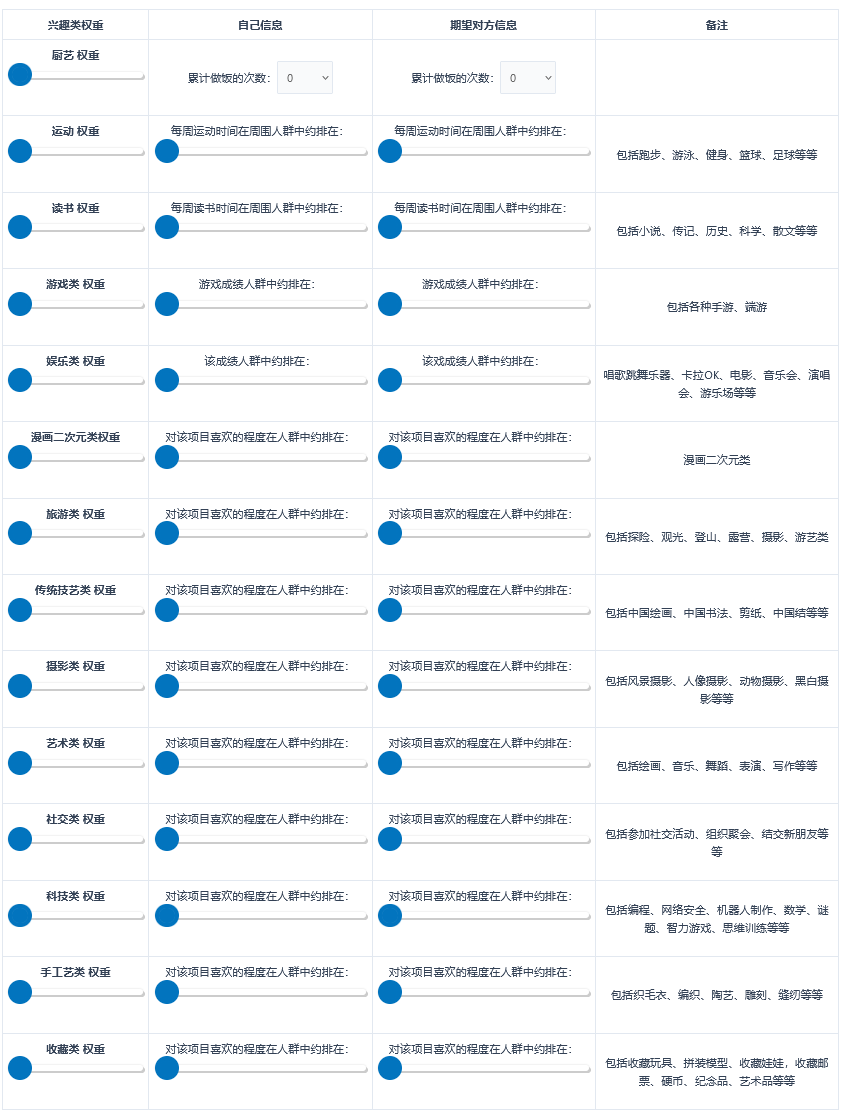 兴趣类权重 自己信息 期望对方信息 备注
厨艺 权重
累计做饭的次数： 0 累计做饭的次数： 0
运动 权重 每周运动时间在周围人群中约排在： 每周运动时间在周围人群中约排在：
包括跑步、游泳、健身、篮球、足球等等
读书 权重 每周读书时间在周围人群中约排在： 每周读书时间在周围人群中约排在：
包括小说、传记、历史、科学、散文等等
游戏类 权重 游戏成绩人群中约排在： 游戏成绩人群中约排在：
包括各种手游、端游
娱乐类 权重 该成绩人群中约排在： 该戏成绩人群中约排在：
唱歌跳舞乐器、卡拉OK、电影、音乐会、演唱
会、游乐场等等
漫画二次元类权重 对该项目喜欢的程度在人群中约排在： 对该项目喜欢的程度在人群中约排在：
漫画二次元类
旅游类 权重 对该项目喜欢的程度在人群中约排在： 对该项目喜欢的程度在人群中约排在：
包括探险、观光、登山、露营、摄影、游艺类
传统技艺类 权重 对该项目喜欢的程度在人群中约排在： 对该项目喜欢的程度在人群中约排在：
包括中国绘画、中国书法、剪纸、中国结等等
摄影类 权重 对该项目喜欢的程度在人群中约排在： 对该项目喜欢的程度在人群中约排在：
包括风景摄影、人像摄影、动物摄影、黑白摄
影等等
艺术类 权重 对该项目喜欢的程度在人群中约排在： 对该项目喜欢的程度在人群中约排在：
包括绘画、音乐、舞蹈、表演、写作等等
社交类 权重 对该项目喜欢的程度在人群中约排在： 对该项目喜欢的程度在人群中约排在：
包括参加社交活动、组织聚会、结交新朋友等
等
科技类 权重 对该项目喜欢的程度在人群中约排在： 对该项目喜欢的程度在人群中约排在：
包括编程、网络安全、机器人制作、数学、谜
题、智力游戏、思维训练等等
手工艺类 权重 对该项目喜欢的程度在人群中约排在： 对该项目喜欢的程度在人群中约排在：
包括织毛衣、编织、陶艺、雕刻、缝纫等等
收藏类 权重 对该项目喜欢的程度在人群中约排在： 对该项目喜欢的程度在人群中约排在：
包括收藏玩具、拼装模型、收藏娃娃，收藏邮
票、硬币、纪念品、艺术品等等